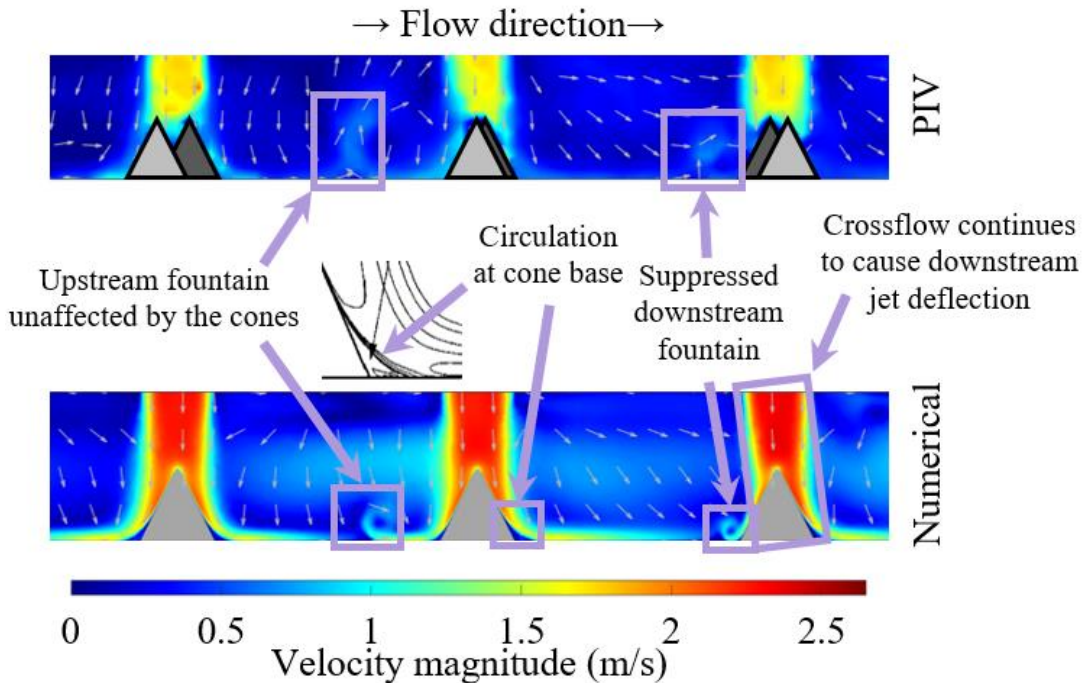 → Flow direction→
PIV
Upstream fountain
unaffected by the cones
Circulation
at cone base
Suppressed
downstream
fountain
Crossflow continues
to cause downstream
jet deflection
Numerical
0 0.5 1 1.5 2 2.5
Velocity magnitude (m/s)